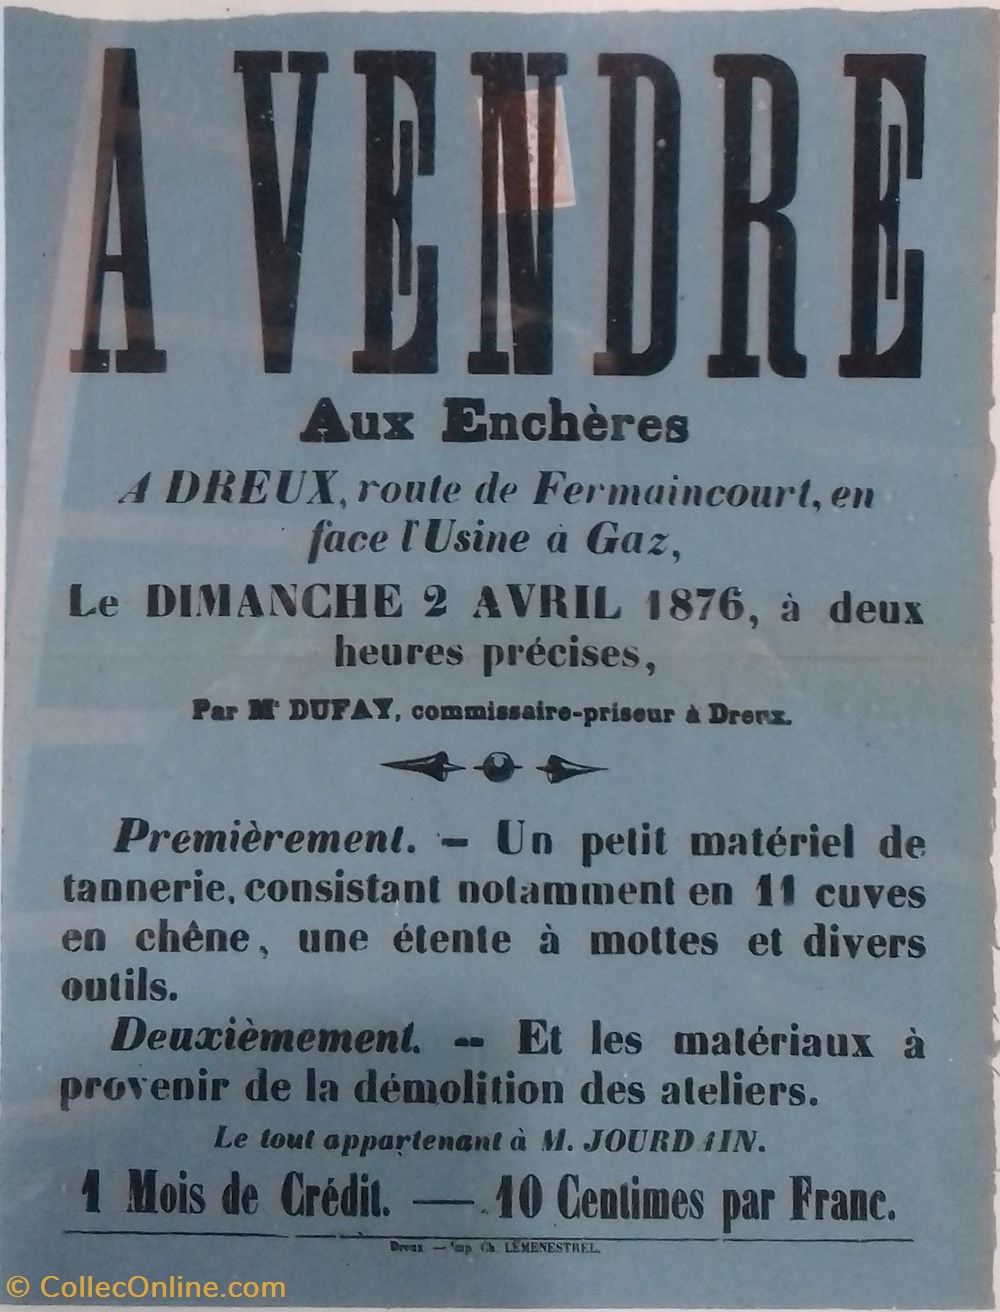 A VENDRE
Aux Enchères
A DREUX, route de Fermaincourt, en
face l'Usine à Gaz,
Le DIMANCHE 2 AVRIL 1876, à deux
heures précises,
Par Mᵉ DUFAY, commissaire-priseur à Dreux.
Premièrement. — Un petit matériel de
tannerie, consistant notamment en 11 cuves
en chêne, une étente à mottes et divers
outils.
Deuxièmement. -- Et les matériaux à
provenir de la démolition des ateliers.
Le tout appartenant à M. JOURDAIN.
1 Mois de Crédit. — 10 Centimes par Franc.
Dreux — Imp. Ch. LEMENESTREL.
© CollecOnline.com